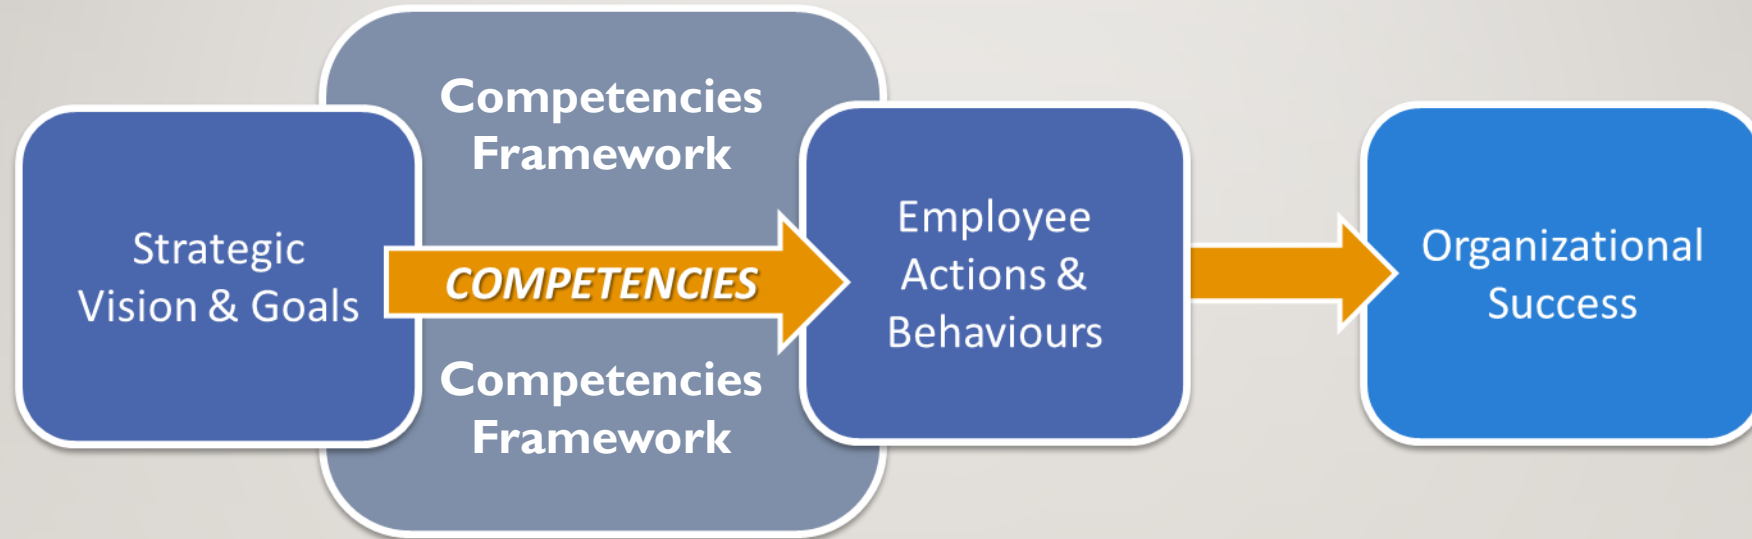 Competencies
Framework
Strategic
Vision & Goals
COMPETENCIES
Employee
Actions &
Behaviours
Organizational
Success
Competencies
Framework